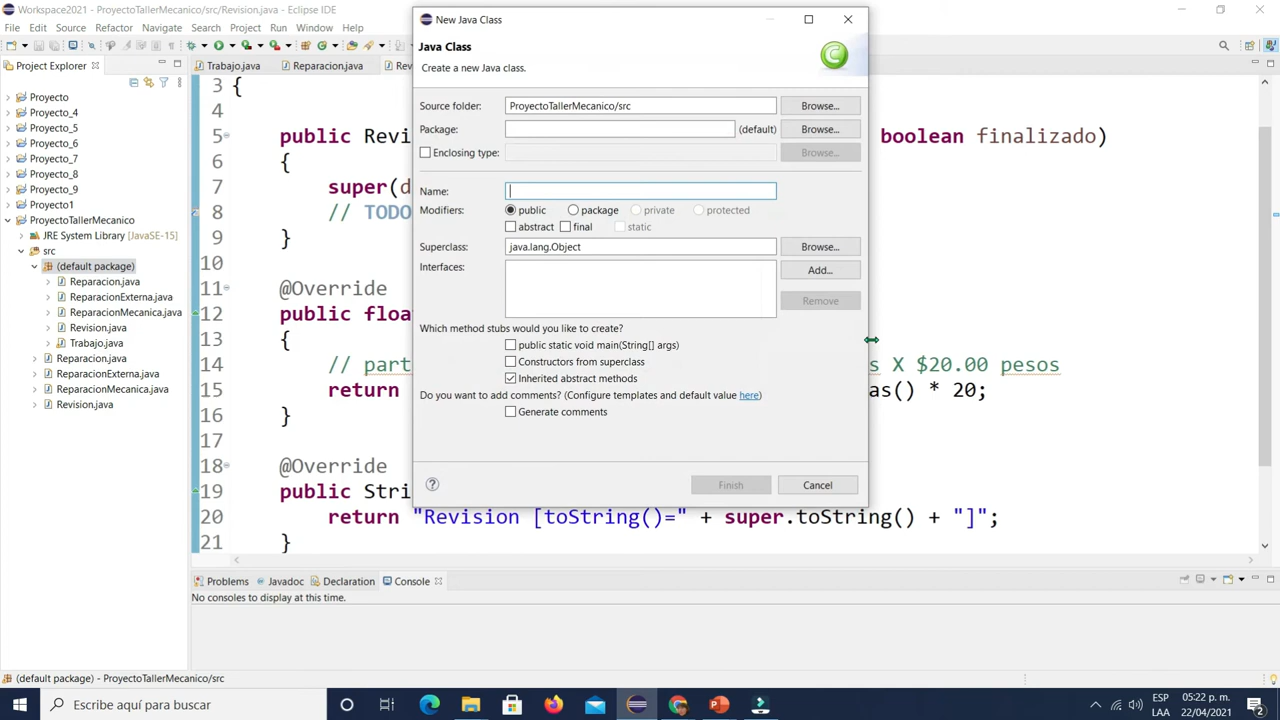 Workspace2021 - ProyectoTallerMecanico/src/Revision.java - Eclipse IDE
File Edit Source Refactor Navigate Search Project Run Window Help
Project Explorer
Proyecto
Proyecto_4
Proyecto_5
Proyecto_6
Proyecto_7
Proyecto_8
Proyecto_9
Proyecto1
ProyectoTallerMecanico
JRE System Library [JavaSE-15]
src
(default package)
Reparacion.java
ReparacionExterna.java
ReparacionMecanica.java
Revision.java
Trabajo.java
Reparacion.java
ReparacionExterna.java
ReparacionMecanica.java
Revision.java
Trabajo.java Reparacion.java
3 {
4
5 public Revi boolean finalizado)
6 {
7 super(d
8 // TODO
9 }
10
11 @Override
12 public floa
13 {
14 // part s X $20.00 pesos
15 return as() * 20;
16 }
17
18 @Override
19 public Stri
20 return "Revision [toString()=" + super.toString() + "]";
21 }
New Java Class
Java Class
Create a new Java class.
Source folder: ProyectoTallerMecanico/src Browse...
Package: (default) Browse...
Enclosing type: Browse...
Name:
Modifiers: public package private protected
abstract final static
Superclass: java.lang.Object Browse...
Interfaces: Add...
Remove
Which method stubs would you like to create?
public static void main(String[] args)
Constructors from superclass
Inherited abstract methods
Do you want to add comments? (Configure templates and default value here)
Generate comments
Finish Cancel
Problems Javadoc Declaration Console
No consoles to display at this time.
(default package) - ProyectoTallerMecanico/src
Escribe aquí para buscar
ESP 05:22 p. m.
LAA 22/04/2021
2